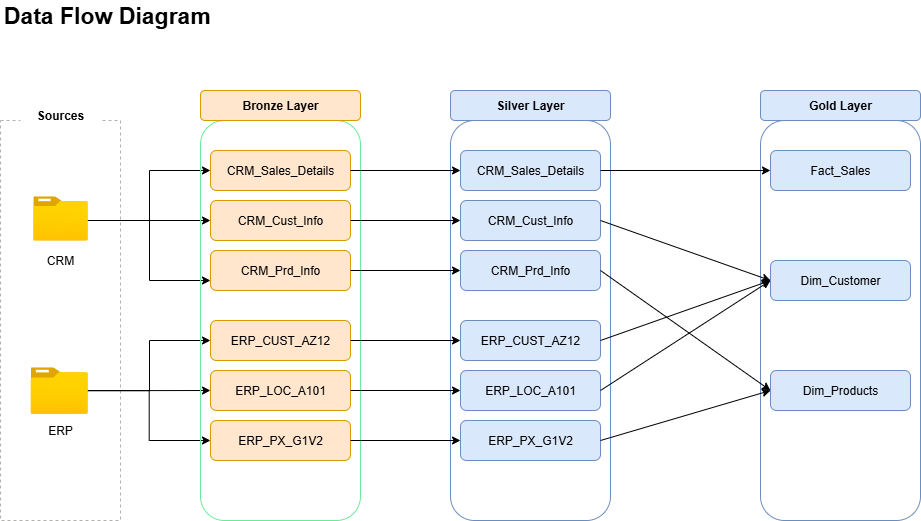 Data Flow Diagram
Sources
Bronze Layer
Silver Layer
Gold Layer
CRM_Sales_Details
CRM_Sales_Details
Fact_Sales
CRM_Cust_Info
CRM_Cust_Info
CRM
CRM_Prd_Info
CRM_Prd_Info
Dim_Customer
ERP_CUST_AZ12
ERP_CUST_AZ12
ERP_LOC_A101
ERP_LOC_A101
Dim_Products
ERP
ERP_PX_G1V2
ERP_PX_G1V2